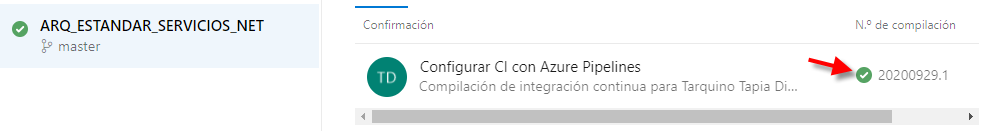 ARQ_ESTANDAR_SERVICIOS_NET
master
Confirmación
N.º de compilación
TD
Configurar CI con Azure Pipelines
Compilación de integración continua para Tarquino Tapia Di...
20200929.1